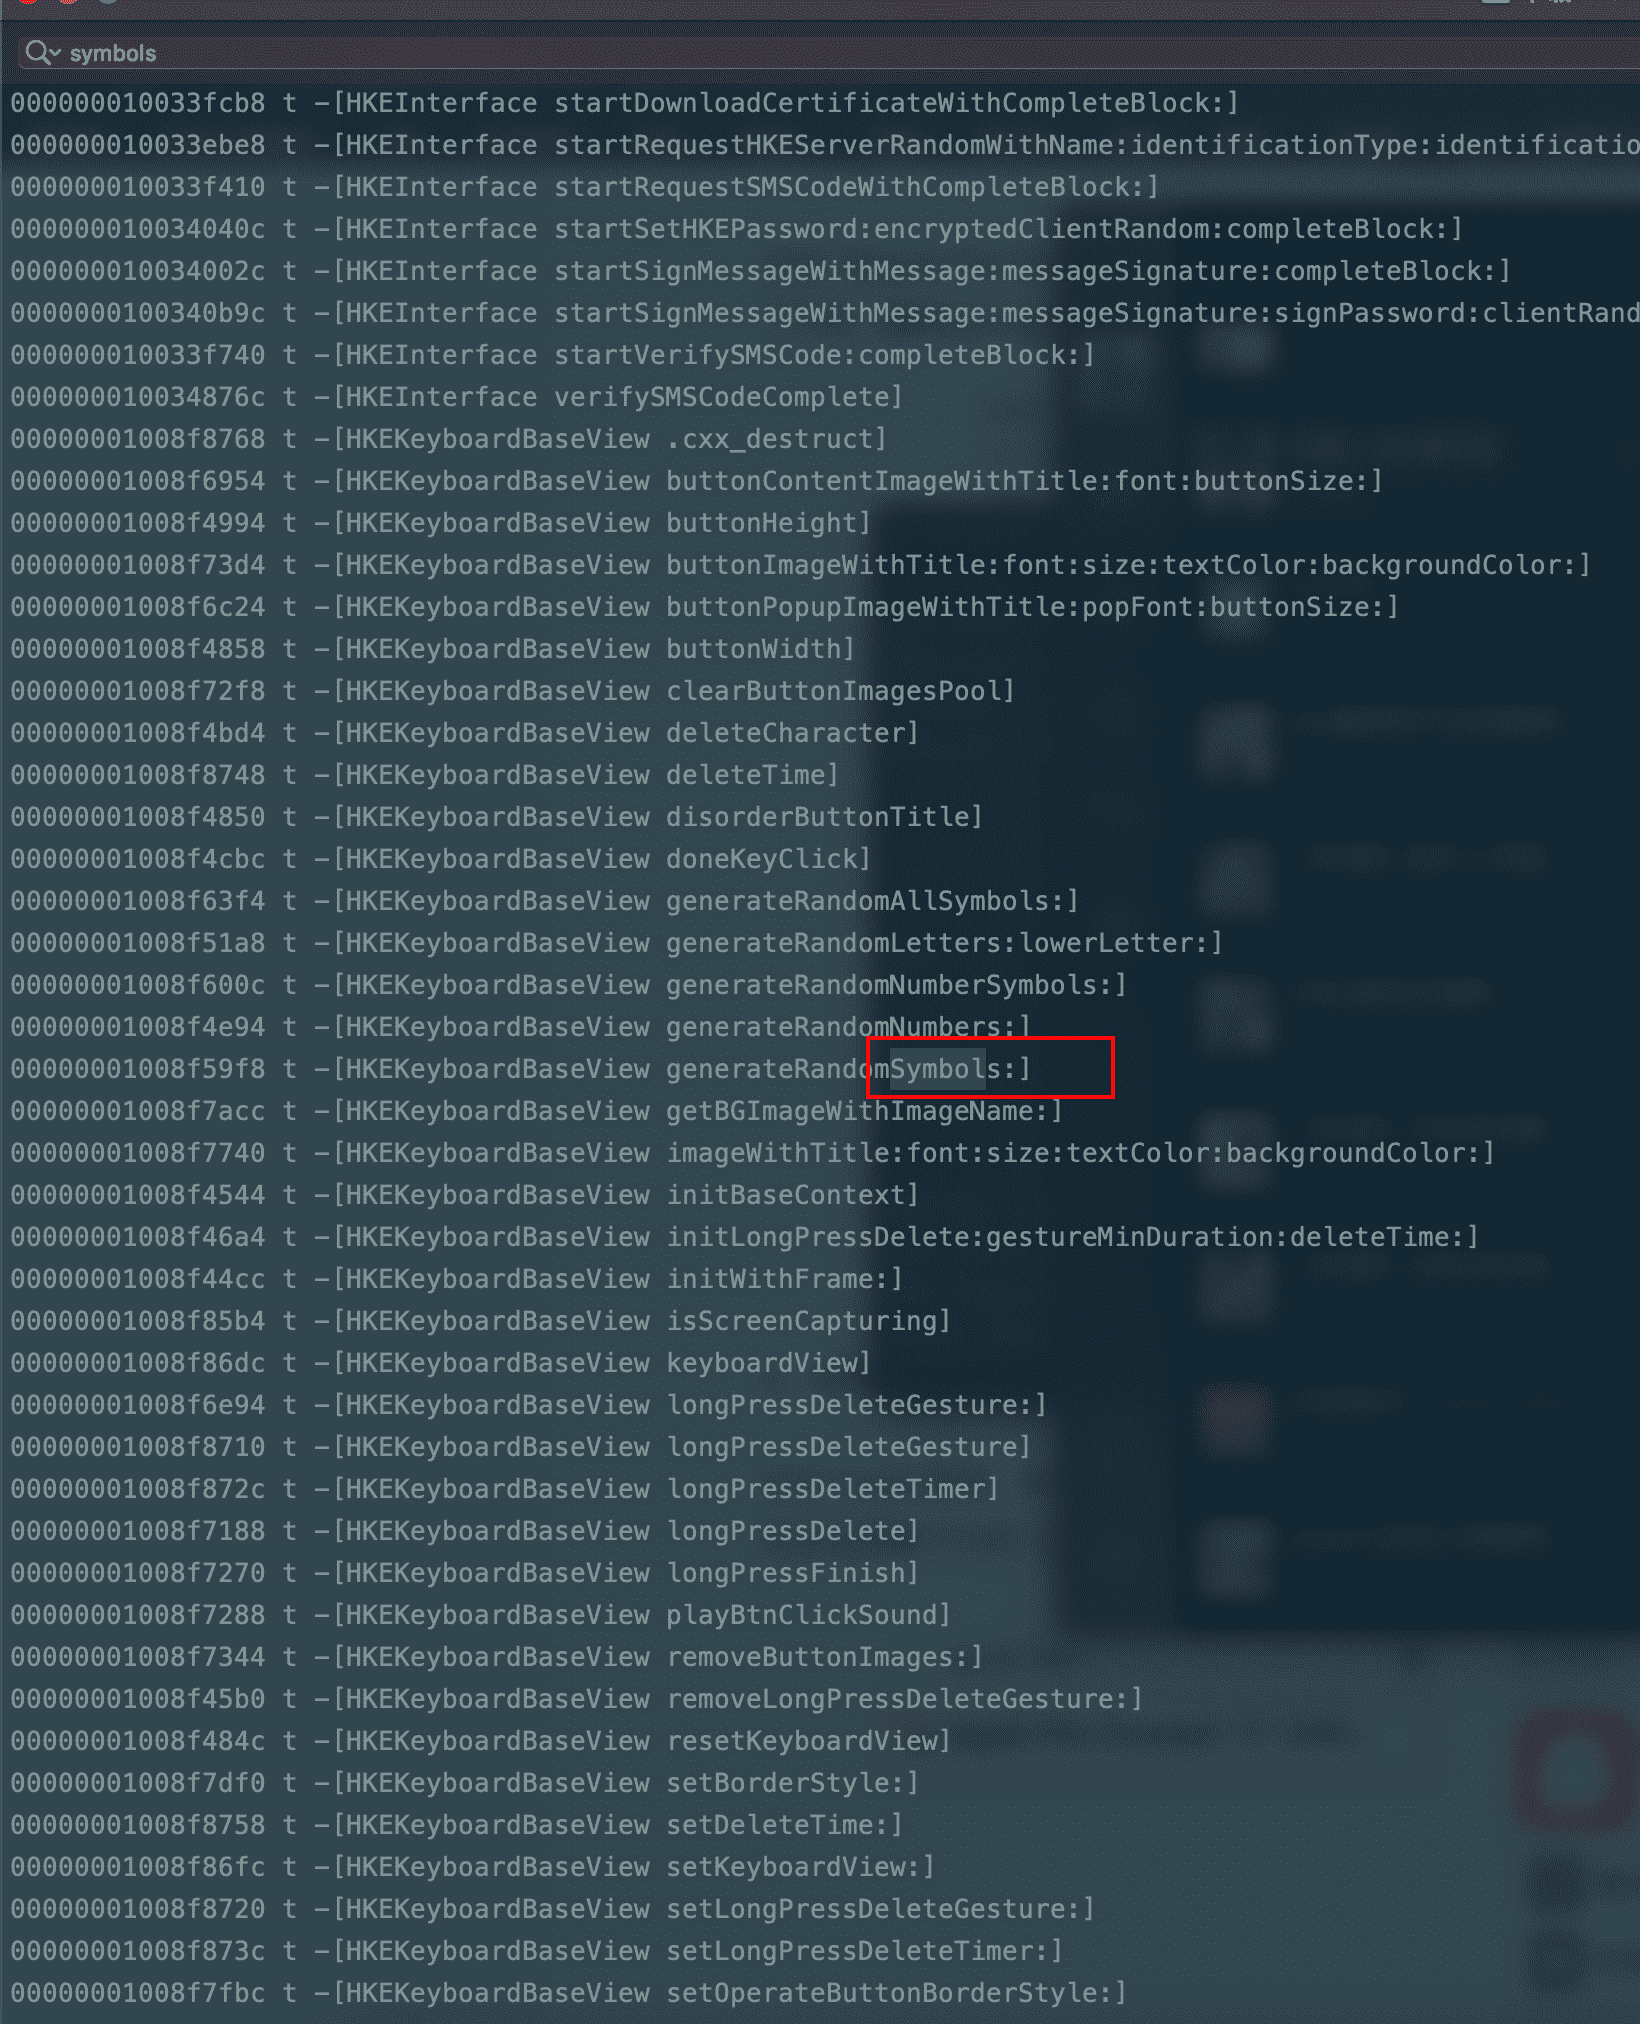 symbols
000000010033fcb8 t -[HKEInterface startDownloadCertificateWithCompleteBlock:]
000000010033ebe8 t -[HKEInterface startRequestHKEServerRandomWithName:identificationType:identificatio
000000010033f410 t -[HKEInterface startRequestSMSCodeWithCompleteBlock:]
000000010034040c t -[HKEInterface startSetHKEPassword:encryptedClientRandom:completeBlock:]
000000010034002c t -[HKEInterface startSignMessageWithMessage:messageSignature:completeBlock:]
0000000100340b9c t -[HKEInterface startSignMessageWithMessage:messageSignature:signPassword:clientRand
000000010033f740 t -[HKEInterface startVerifySMSCode:completeBlock:]
000000010034876c t -[HKEInterface verifySMSCodeComplete]
00000001008f8768 t -[HKEKeyboardBaseView .cxx_destruct]
00000001008f6954 t -[HKEKeyboardBaseView buttonContentImageWithTitle:font:buttonSize:]
00000001008f4994 t -[HKEKeyboardBaseView buttonHeight]
00000001008f73d4 t -[HKEKeyboardBaseView buttonImageWithTitle:font:size:textColor:backgroundColor:]
00000001008f6c24 t -[HKEKeyboardBaseView buttonPopupImageWithTitle:popFont:buttonSize:]
00000001008f4858 t -[HKEKeyboardBaseView buttonWidth]
00000001008f72f8 t -[HKEKeyboardBaseView clearButtonImagesPool]
00000001008f4bd4 t -[HKEKeyboardBaseView deleteCharacter]
00000001008f8748 t -[HKEKeyboardBaseView deleteTime]
00000001008f4850 t -[HKEKeyboardBaseView disorderButtonTitle]
00000001008f4cbc t -[HKEKeyboardBaseView doneKeyClick]
00000001008f63f4 t -[HKEKeyboardBaseView generateRandomAllSymbols:]
00000001008f51a8 t -[HKEKeyboardBaseView generateRandomLetters:lowerLetter:]
00000001008f600c t -[HKEKeyboardBaseView generateRandomNumberSymbols:]
00000001008f4e94 t -[HKEKeyboardBaseView generateRandomNumbers:]
00000001008f59f8 t -[HKEKeyboardBaseView generateRandomSymbols:]
00000001008f7acc t -[HKEKeyboardBaseView getBGImageWithImageName:]
00000001008f7740 t -[HKEKeyboardBaseView imageWithTitle:font:size:textColor:backgroundColor:]
00000001008f4544 t -[HKEKeyboardBaseView initBaseContext]
00000001008f46a4 t -[HKEKeyboardBaseView initLongPressDelete:gestureMinDuration:deleteTime:]
00000001008f44cc t -[HKEKeyboardBaseView initWithFrame:]
00000001008f85b4 t -[HKEKeyboardBaseView isScreenCapturing]
00000001008f86dc t -[HKEKeyboardBaseView keyboardView]
00000001008f6e94 t -[HKEKeyboardBaseView longPressDeleteGesture:]
00000001008f8710 t -[HKEKeyboardBaseView longPressDeleteGesture]
00000001008f872c t -[HKEKeyboardBaseView longPressDeleteTimer]
00000001008f7188 t -[HKEKeyboardBaseView longPressDelete]
00000001008f7270 t -[HKEKeyboardBaseView longPressFinish]
00000001008f7288 t -[HKEKeyboardBaseView playBtnClickSound]
00000001008f7344 t -[HKEKeyboardBaseView removeButtonImages:]
00000001008f45b0 t -[HKEKeyboardBaseView removeLongPressDeleteGesture:]
00000001008f484c t -[HKEKeyboardBaseView resetKeyboardView]
00000001008f7df0 t -[HKEKeyboardBaseView setBorderStyle:]
00000001008f8758 t -[HKEKeyboardBaseView setDeleteTime:]
00000001008f86fc t -[HKEKeyboardBaseView setKeyboardView:]
00000001008f8720 t -[HKEKeyboardBaseView setLongPressDeleteGesture:]
00000001008f873c t -[HKEKeyboardBaseView setLongPressDeleteTimer:]
00000001008f7fbc t -[HKEKeyboardBaseView setOperateButtonBorderStyle:]